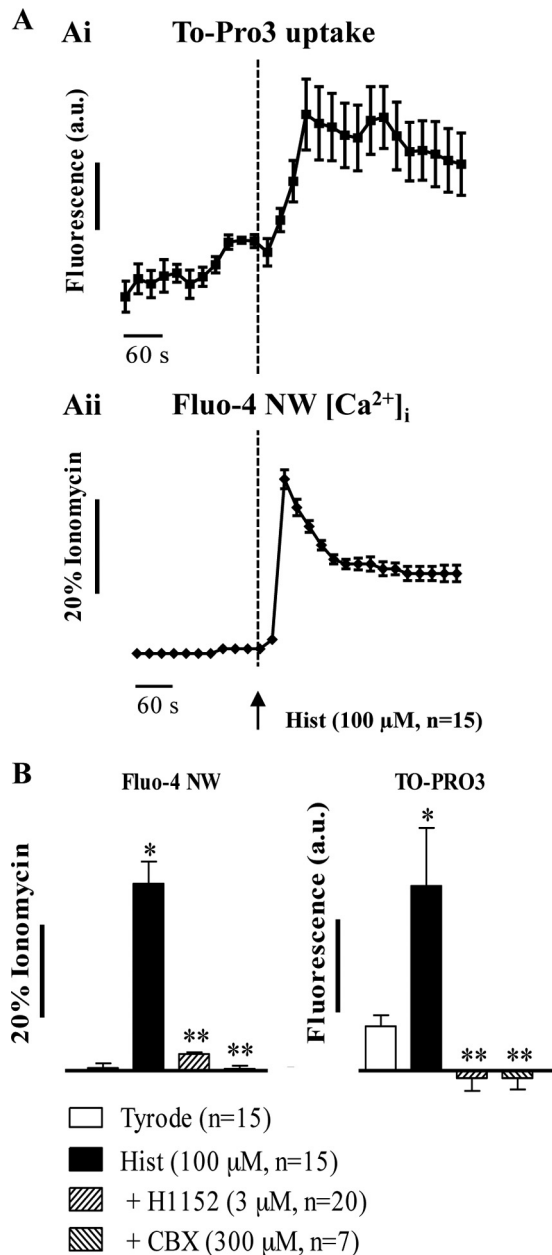 A
Ai To-Pro3 uptake
Fluorescence (a.u.)
60 s
Aii Fluo-4 NW [Ca²⁺]ᵢ
20% Ionomycin
60 s
Hist (100 µM, n=15)
B
Fluo-4 NW
TO-PRO3
20% Ionomycin
*
**
**
Fluorescence (a.u.)
*
**
**
Tyrode (n=15)
Hist (100 µM, n=15)
+ H1152 (3 µM, n=20)
+ CBX (300 µM, n=7)